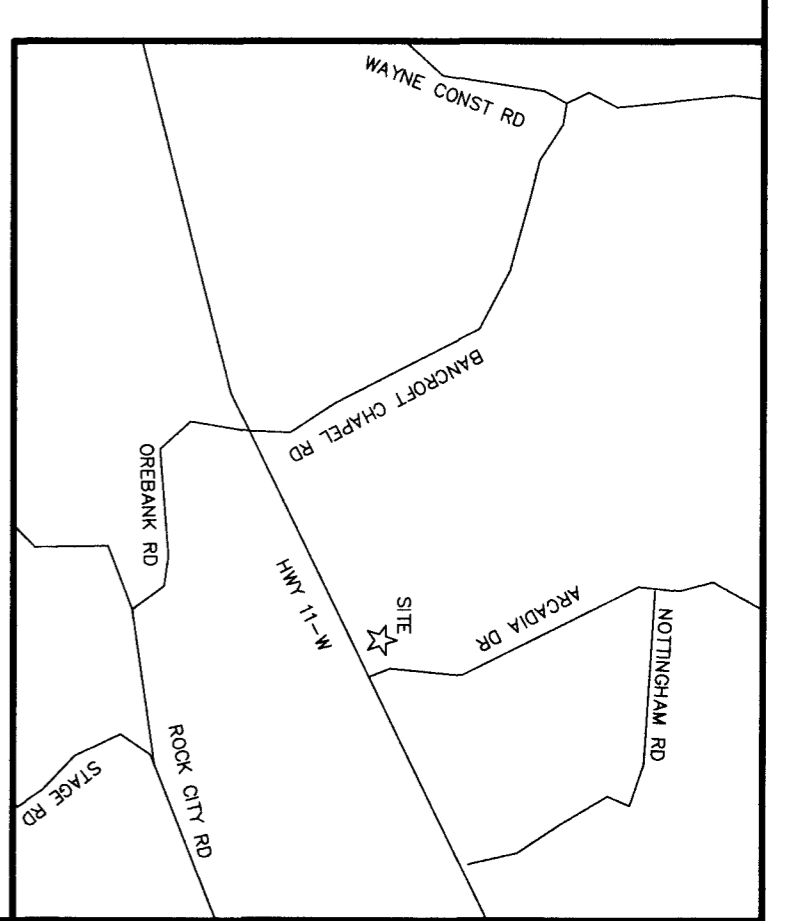 WAYNE CONST RD
BANCROFT CHAPEL RD
OREBANK RD
HWY 11-W
SITE
ARCADIA DR
NOTTINGHAM RD
ROCK CITY RD
STAGE RD